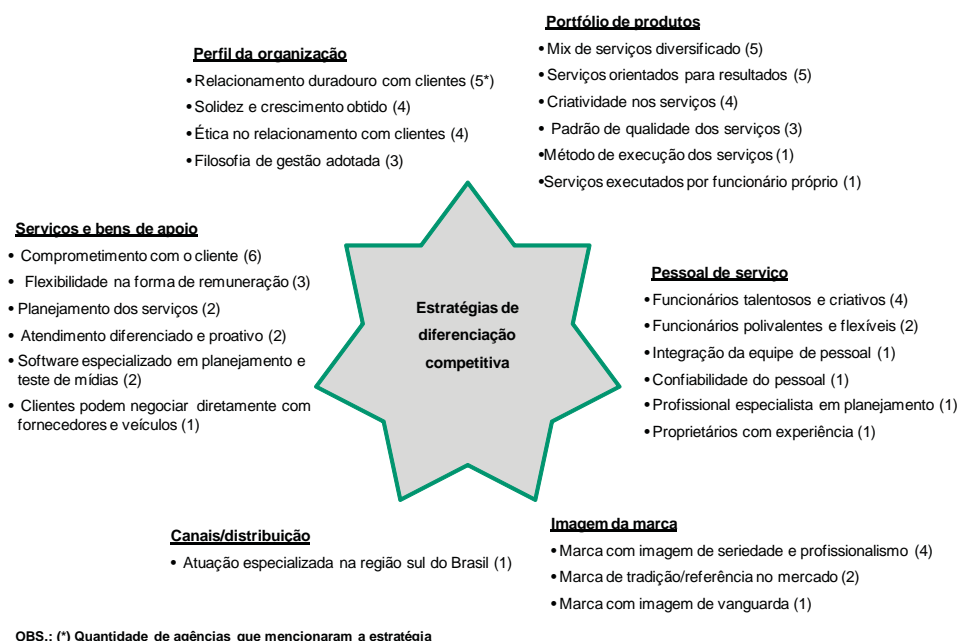 Portfólio de produtos
• Mix de serviços diversificado (5)
• Serviços orientados para resultados (5)
• Criatividade nos serviços (4)
• Padrão de qualidade dos serviços (3)
•Método de execução dos serviços (1)
•Serviços executados por funcionário próprio (1)
Perfil da organização
• Relacionamento duradouro com clientes (5*)
• Solidez e crescimento obtido (4)
• Ética no relacionamento com clientes (4)
• Filosofia de gestão adotada (3)
Serviços e bens de apoio
• Comprometimento com o cliente (6)
• Flexibilidade na forma de remuneração (3)
• Planejamento dos serviços (2)
• Atendimento diferenciado e proativo (2)
• Software especializado em planejamento e
teste de mídias (2)
• Clientes podem negociar diretamente com
fornecedores e veículos (1)
Estratégias de
diferenciação
competitiva
Pessoal de serviço
• Funcionários talentosos e criativos (4)
• Funcionários polivalentes e flexíveis (2)
• Integração da equipe de pessoal (1)
• Confiabilidade do pessoal (1)
• Profissional especialista em planejamento (1)
• Proprietários com experiência (1)
Canais/distribuição
• Atuação especializada na região sul do Brasil (1)
Imagem da marca
• Marca com imagem de seriedade e profissionalismo (4)
• Marca de tradição/referência no mercado (2)
• Marca com imagem de vanguarda (1)
OBS.: (*) Quantidade de agências que mencionaram a estratégia